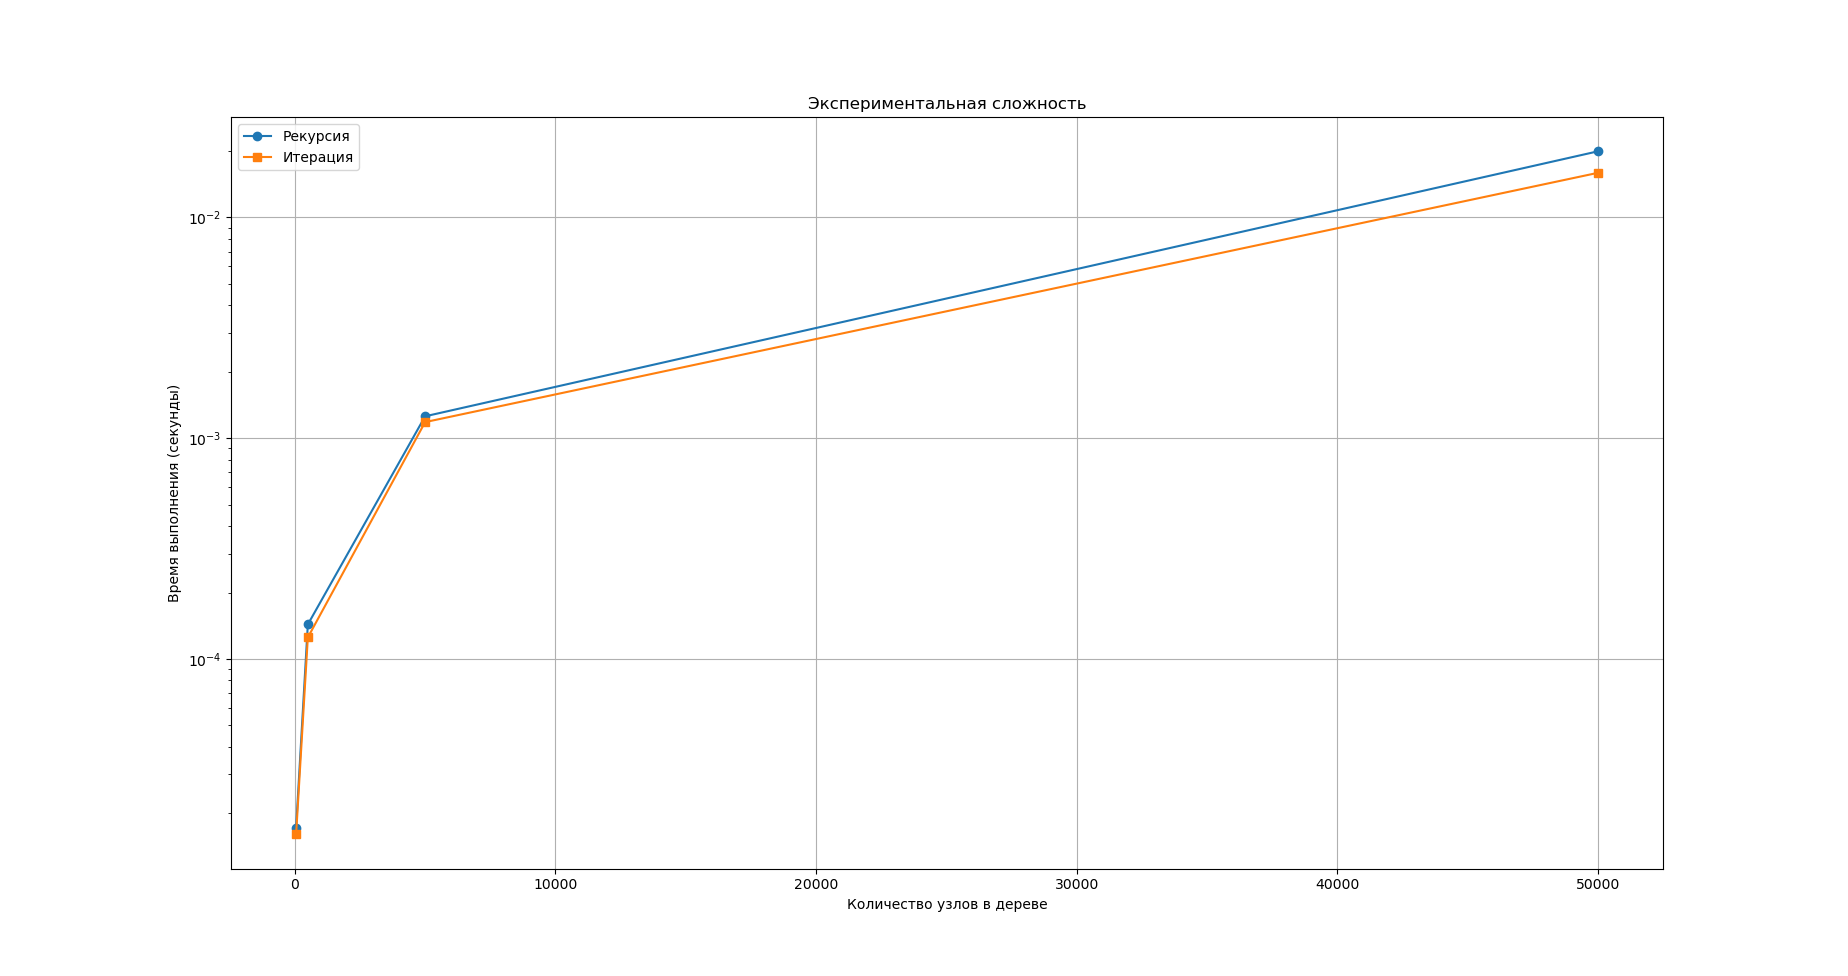 Экспериментальная сложность
Рекурсия
Итерация
Время выполнения (секунды)
10⁻²
10⁻³
10⁻⁴
0 10000 20000 30000 40000 50000
Количество узлов в дереве